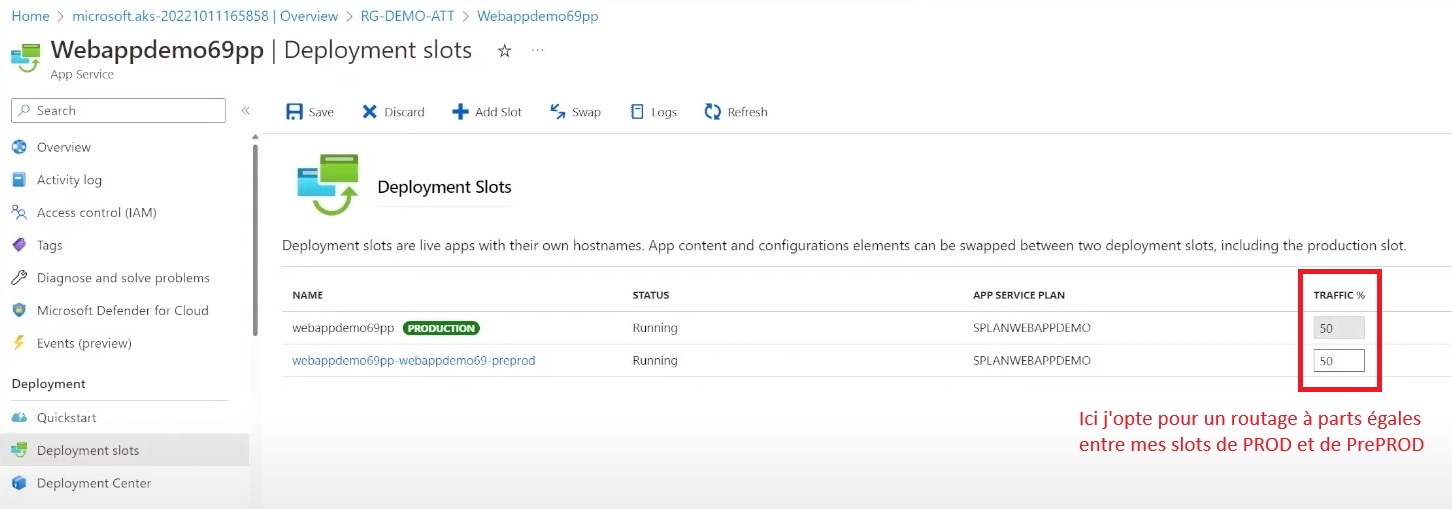 Home > microsoft.aks-20221011165858 | Overview > RG-DEMO-ATT > Webappdemo69pp
Webappdemo69pp | Deployment slots ☆ ...
App Service
Search «
Save Discard Add Slot Swap Logs Refresh
Overview
Activity log
Access control (IAM)
Tags
Diagnose and solve problems
Microsoft Defender for Cloud
Events (preview)
Deployment
Quickstart
Deployment slots
Deployment Center
Deployment Slots
Deployment slots are live apps with their own hostnames. App content and configurations elements can be swapped between two deployment slots, including the production slot.
NAME STATUS APP SERVICE PLAN TRAFFIC %
webappdemo69pp PRODUCTION Running SPLANWEBAPPDEMO 50
webappdemo69pp-webappdemo69-preprod Running SPLANWEBAPPDEMO 50
Ici j'opte pour un routage à parts égales
entre mes slots de PROD et de PrePROD